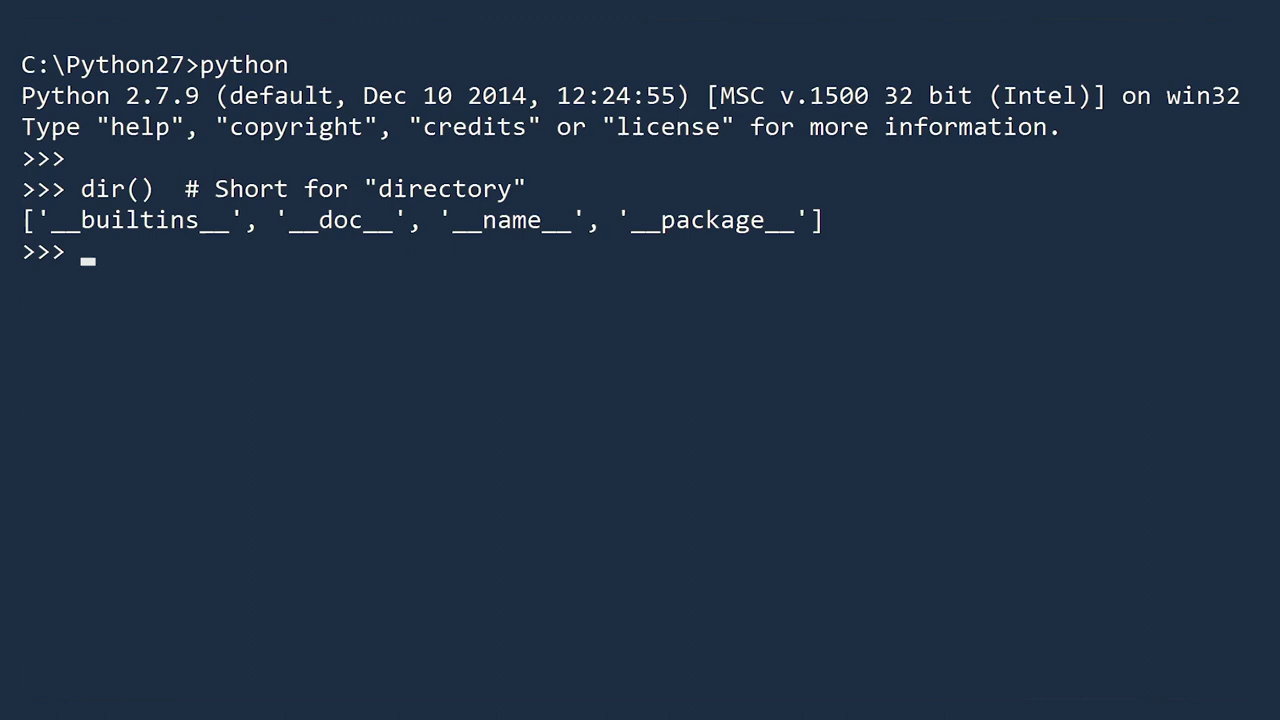 C:\Python27>python
Python 2.7.9 (default, Dec 10 2014, 12:24:55) [MSC v.1500 32 bit (Intel)] on win32
Type "help", "copyright", "credits" or "license" for more information.
>>>
>>> dir()  # Short for "directory"
['__builtins__', '__doc__', '__name__', '__package__']
>>>